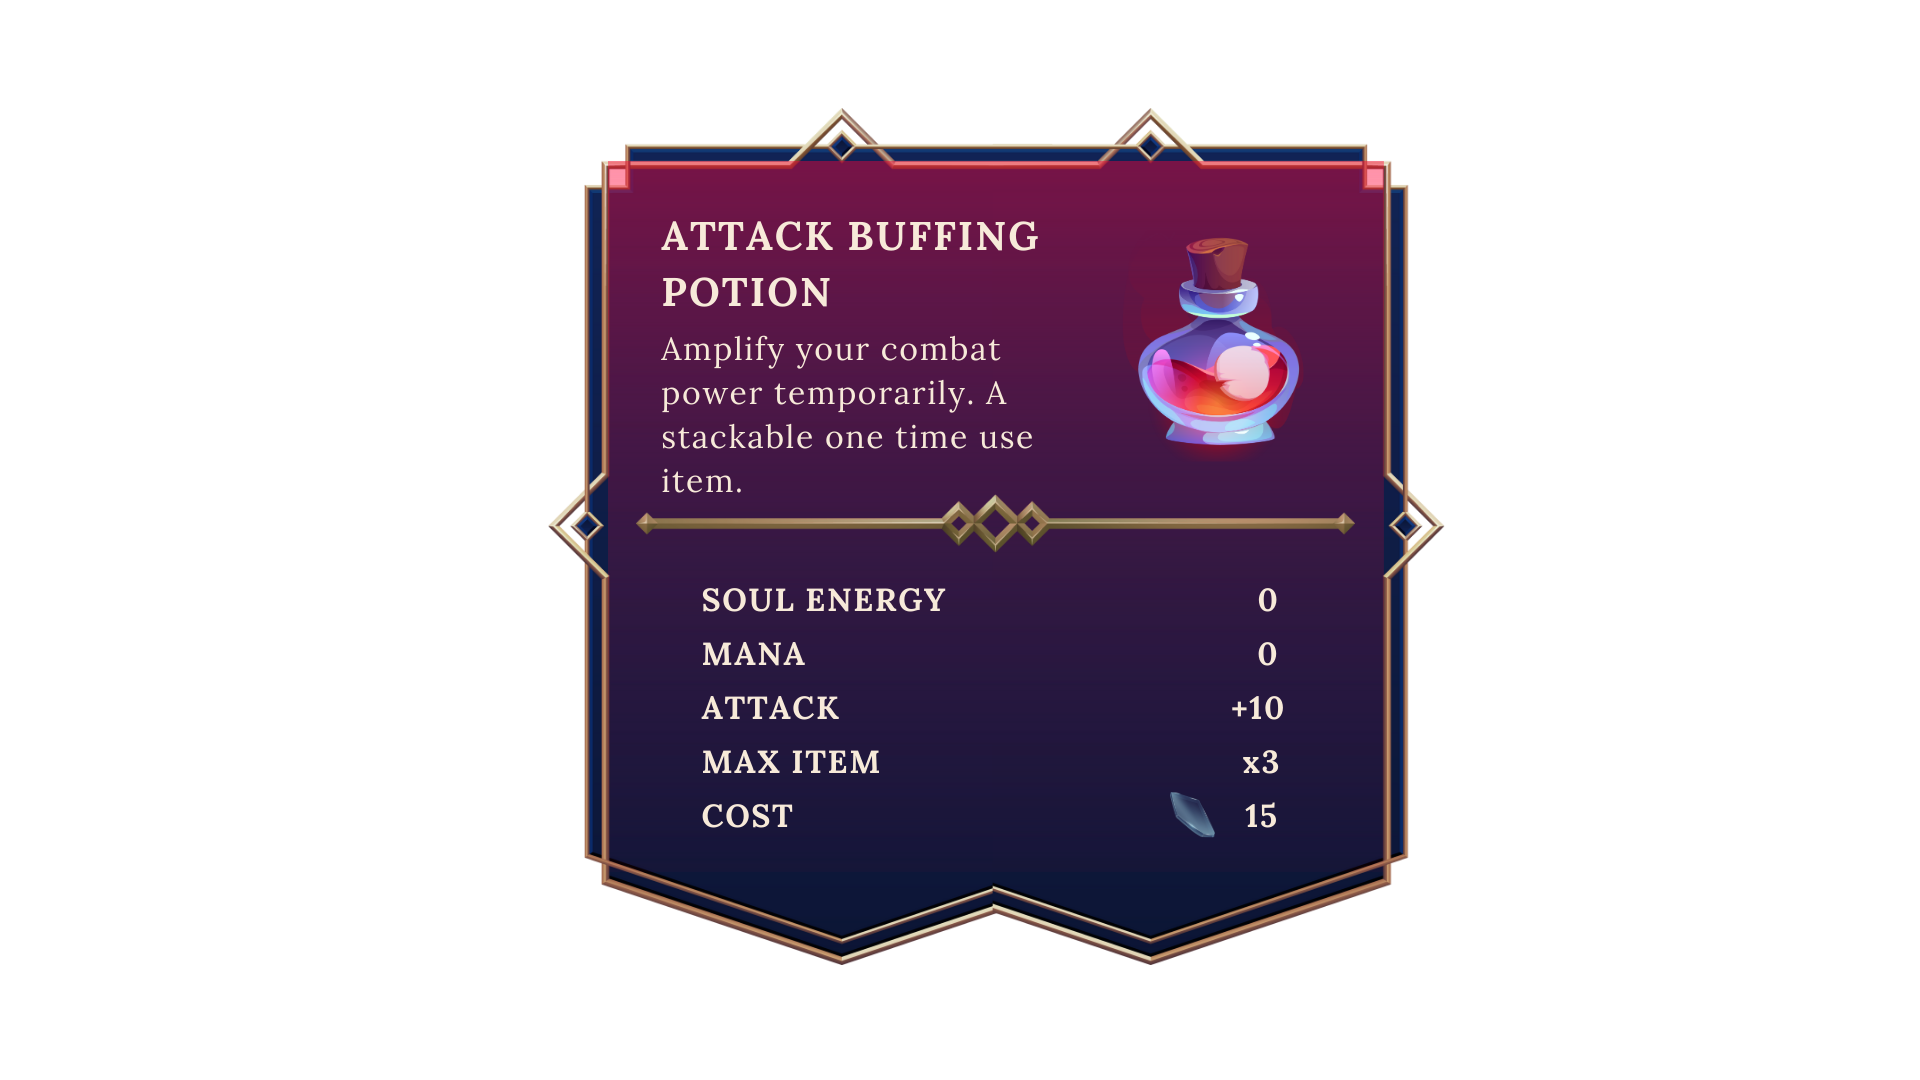 ATTACK BUFFING
POTION
Amplify your combat
power temporarily. A
stackable one time use
item.
SOUL ENERGY 0
MANA 0
ATTACK +10
MAX ITEM x3
COST 15